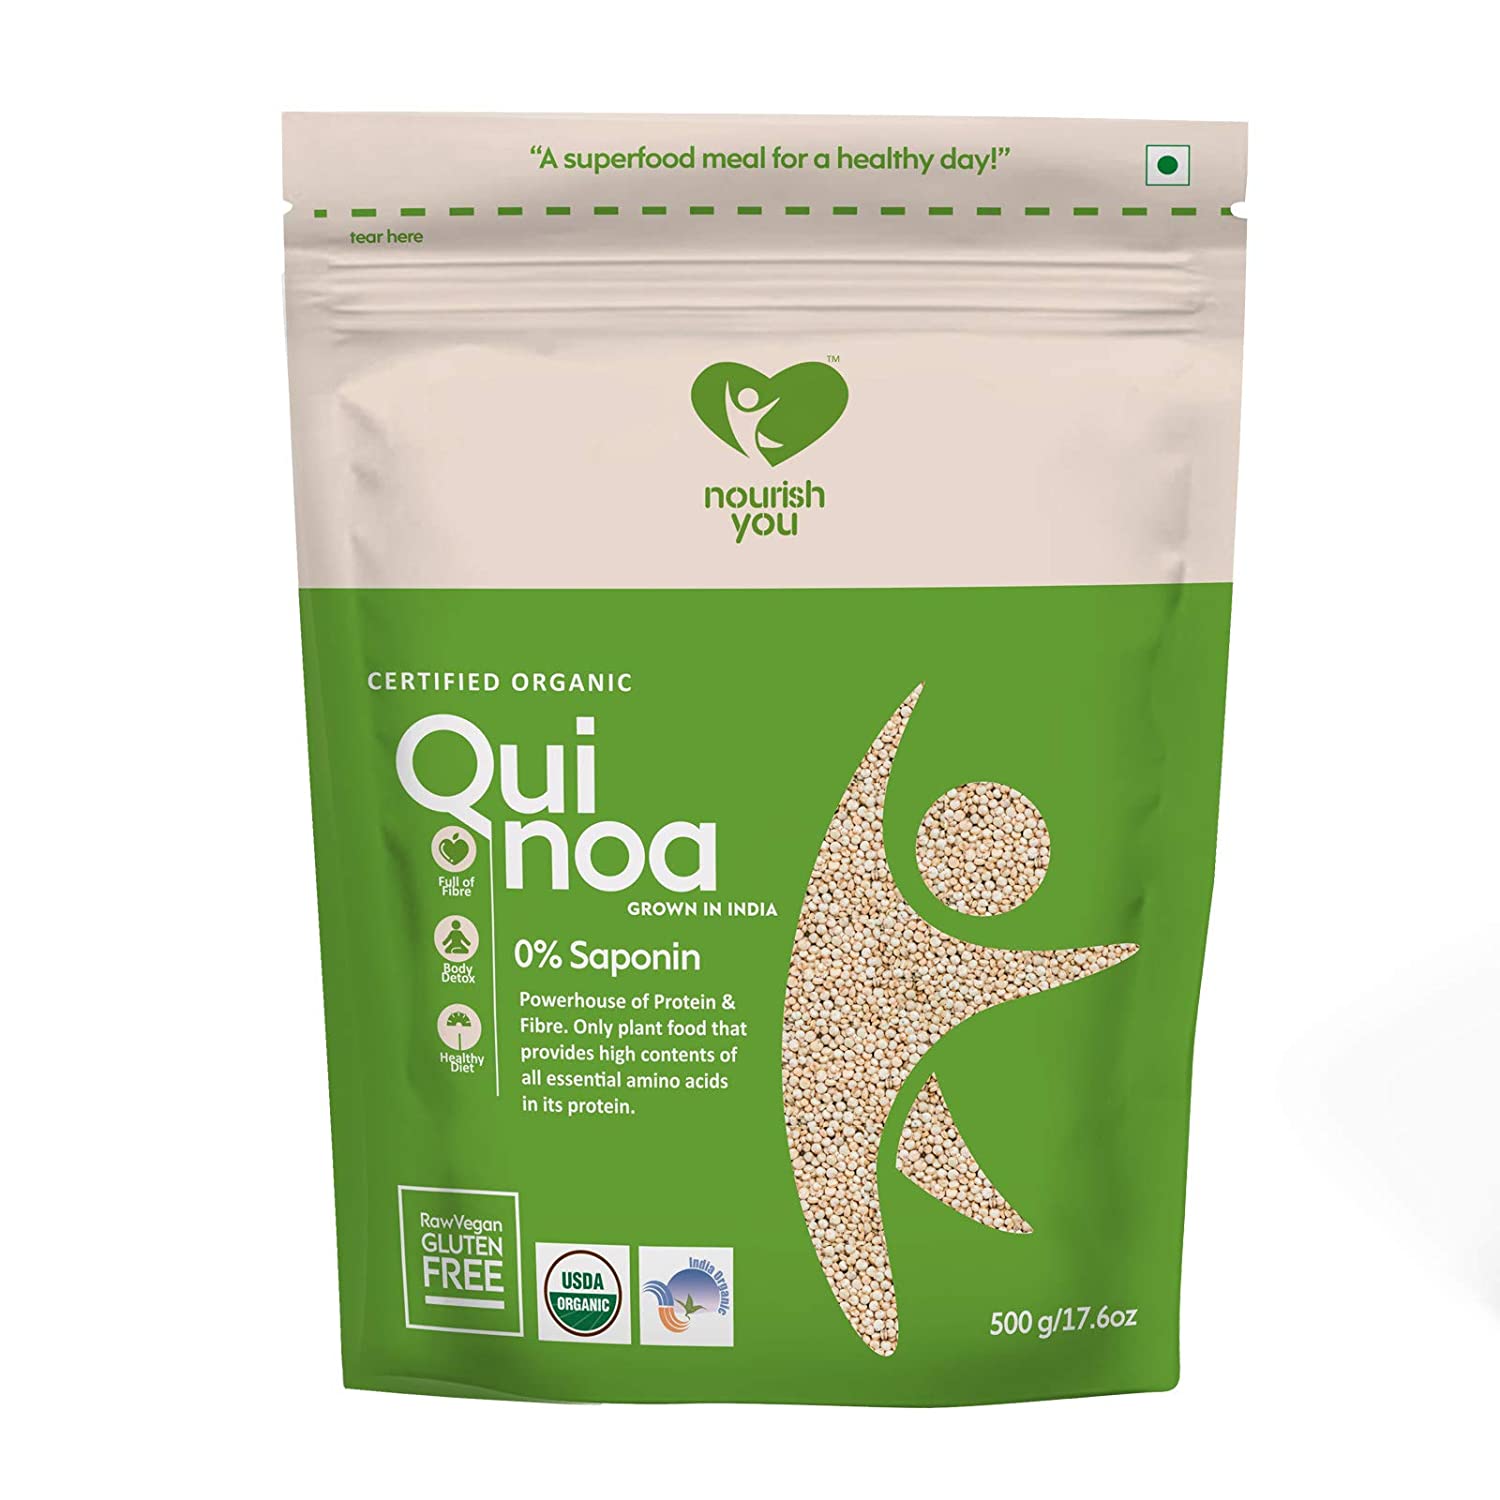 “A superfood meal for a healthy day!”
tear here
TM
nourish
you
CERTIFIED ORGANIC
Qui
noa
GROWN IN INDIA
Full of
Fibre
Body
Detox
Healthy
Diet
0% Saponin
Powerhouse of Protein &
Fibre. Only plant food that
provides high contents of
all essential amino acids
in its protein.
Raw Vegan
GLUTEN
FREE
USDA
ORGANIC
India Organic
500 g/17.6oz